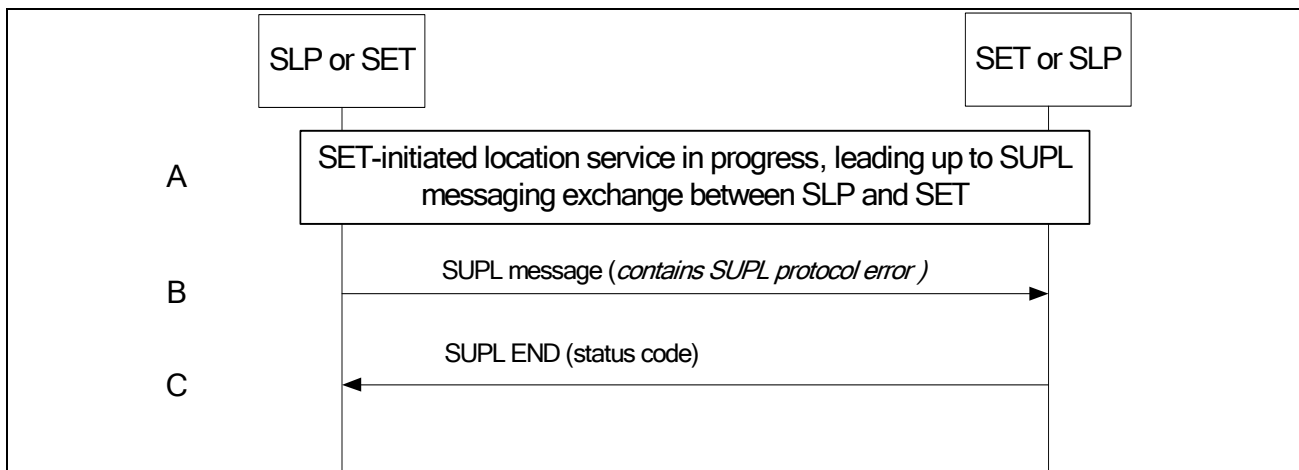 SLP or SET
SET or SLP
A
SET-initiated location service in progress, leading up to SUPL
messaging exchange between SLP and SET
B
SUPL message (contains SUPL protocol error )
C
SUPL END (status code)